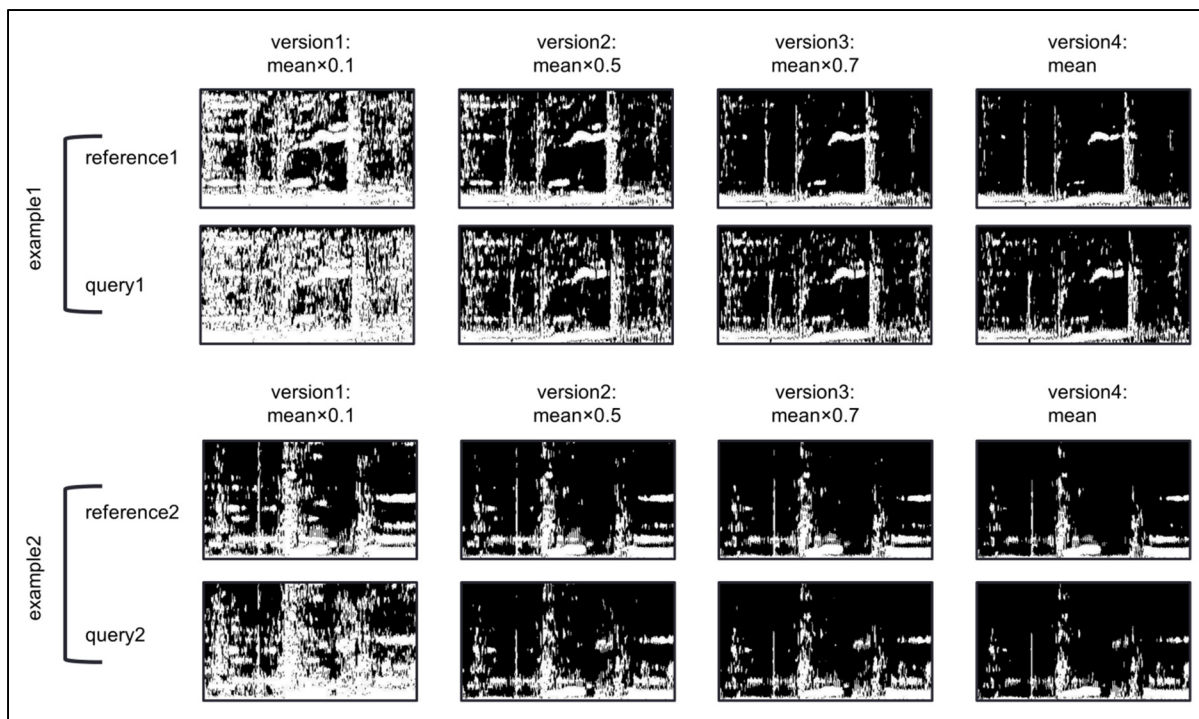 version1:
mean×0.1
version2:
mean×0.5
version3:
mean×0.7
version4:
mean
example1
reference1
query1
version1:
mean×0.1
version2:
mean×0.5
version3:
mean×0.7
version4:
mean
example2
reference2
query2